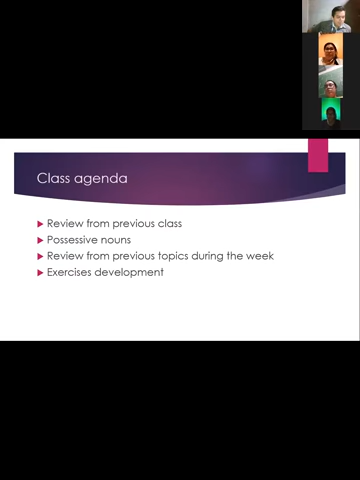 Class agenda
Review from previous class
Possessive nouns
Review from previous topics during the week
Exercises development